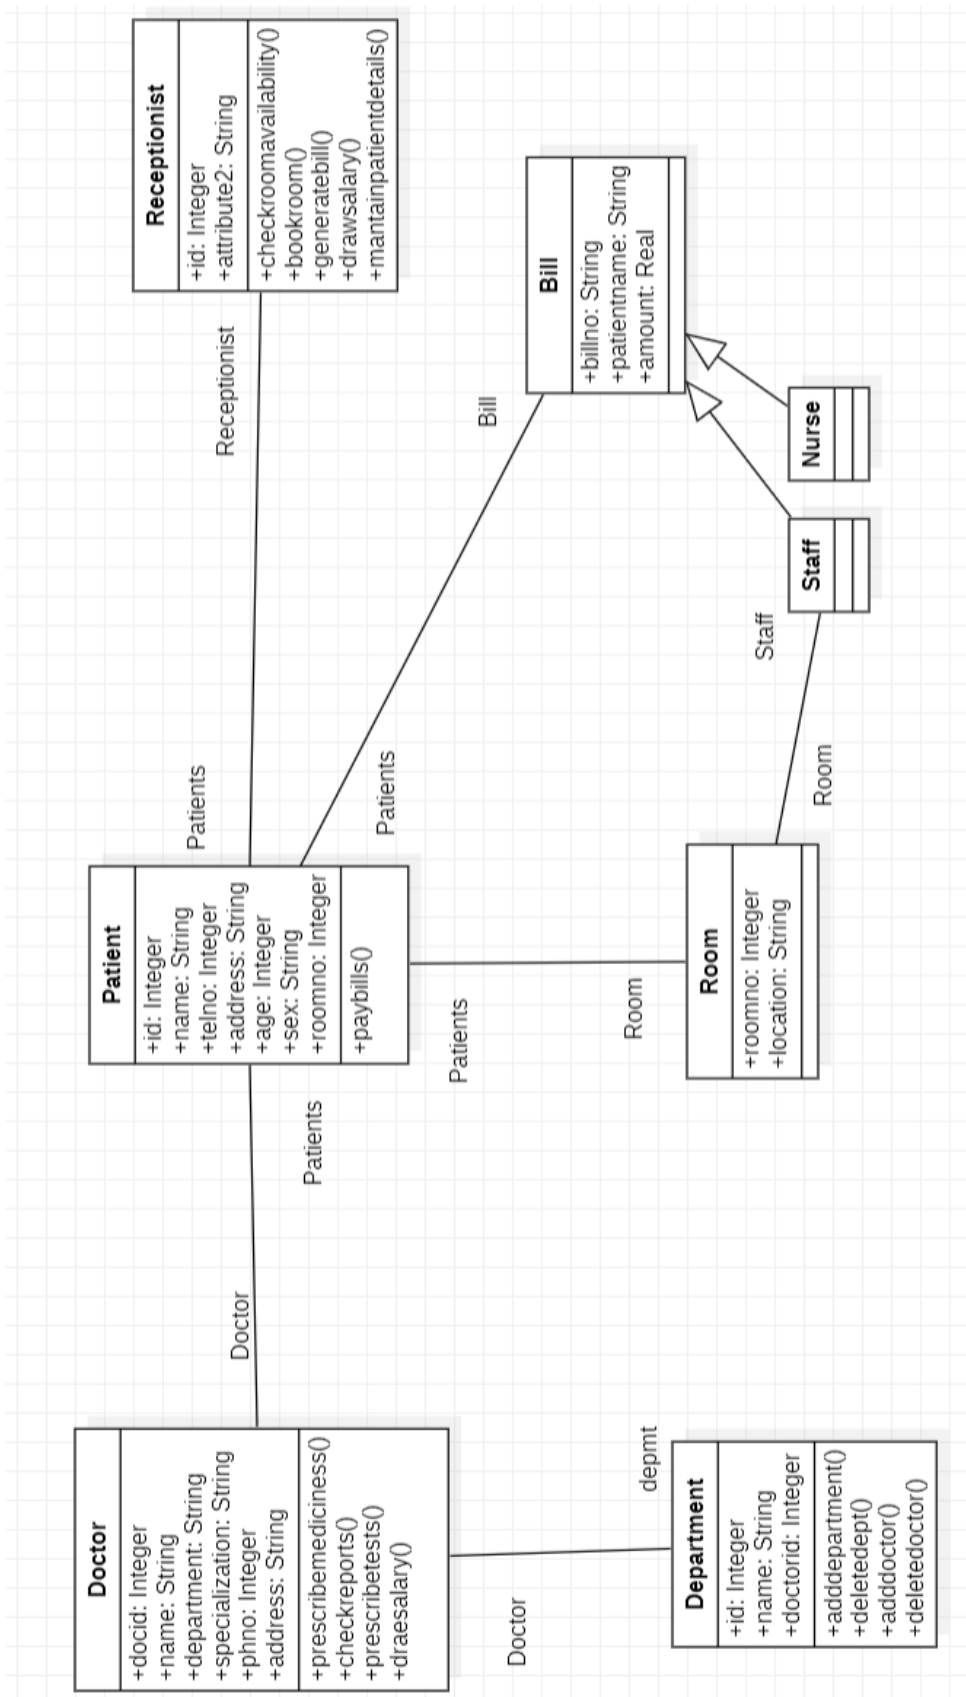 Doctor
+docid: Integer
+name: String
+department: String
+specialization: String
+phno: Integer
+address: String
+prescribemediciness()
+checkreports()
+prescribetests()
+draesalary()
Doctor
Patients
Patient
+id: Integer
+name: String
+telno: Integer
+address: String
+age: Integer
+sex: String
+roomno: Integer
+paybills()
Patients
Receptionist
Receptionist
+id: Integer
+attribute2: String
+checkroomavailability()
+bookroom()
+generatebill()
+drawsalary()
+mantainpatientdetails()
Patients
Bill
Bill
+billno: String
+patientname: String
+amount: Real
Doctor
depmt
Department
+id: Integer
+name: String
+doctorid: Integer
+adddepartment()
+deletedept()
+adddoctor()
+deletedoctor()
Patients
Room
Room
+roomno: Integer
+location: String
Room
Staff
Staff
Nurse